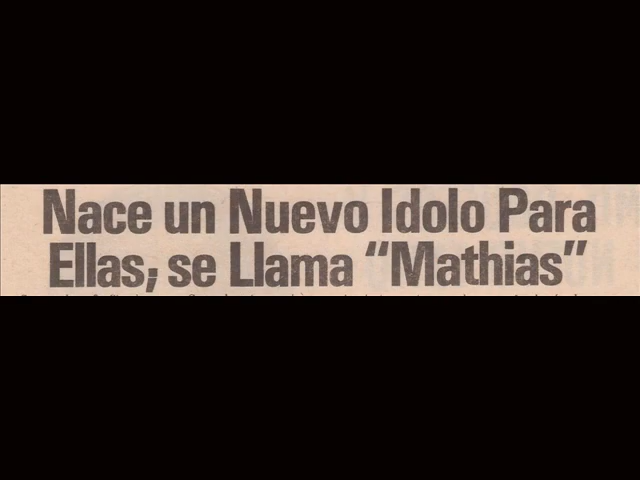 Nace un Nuevo Idolo Para
Ellas, se Llama “Mathias”